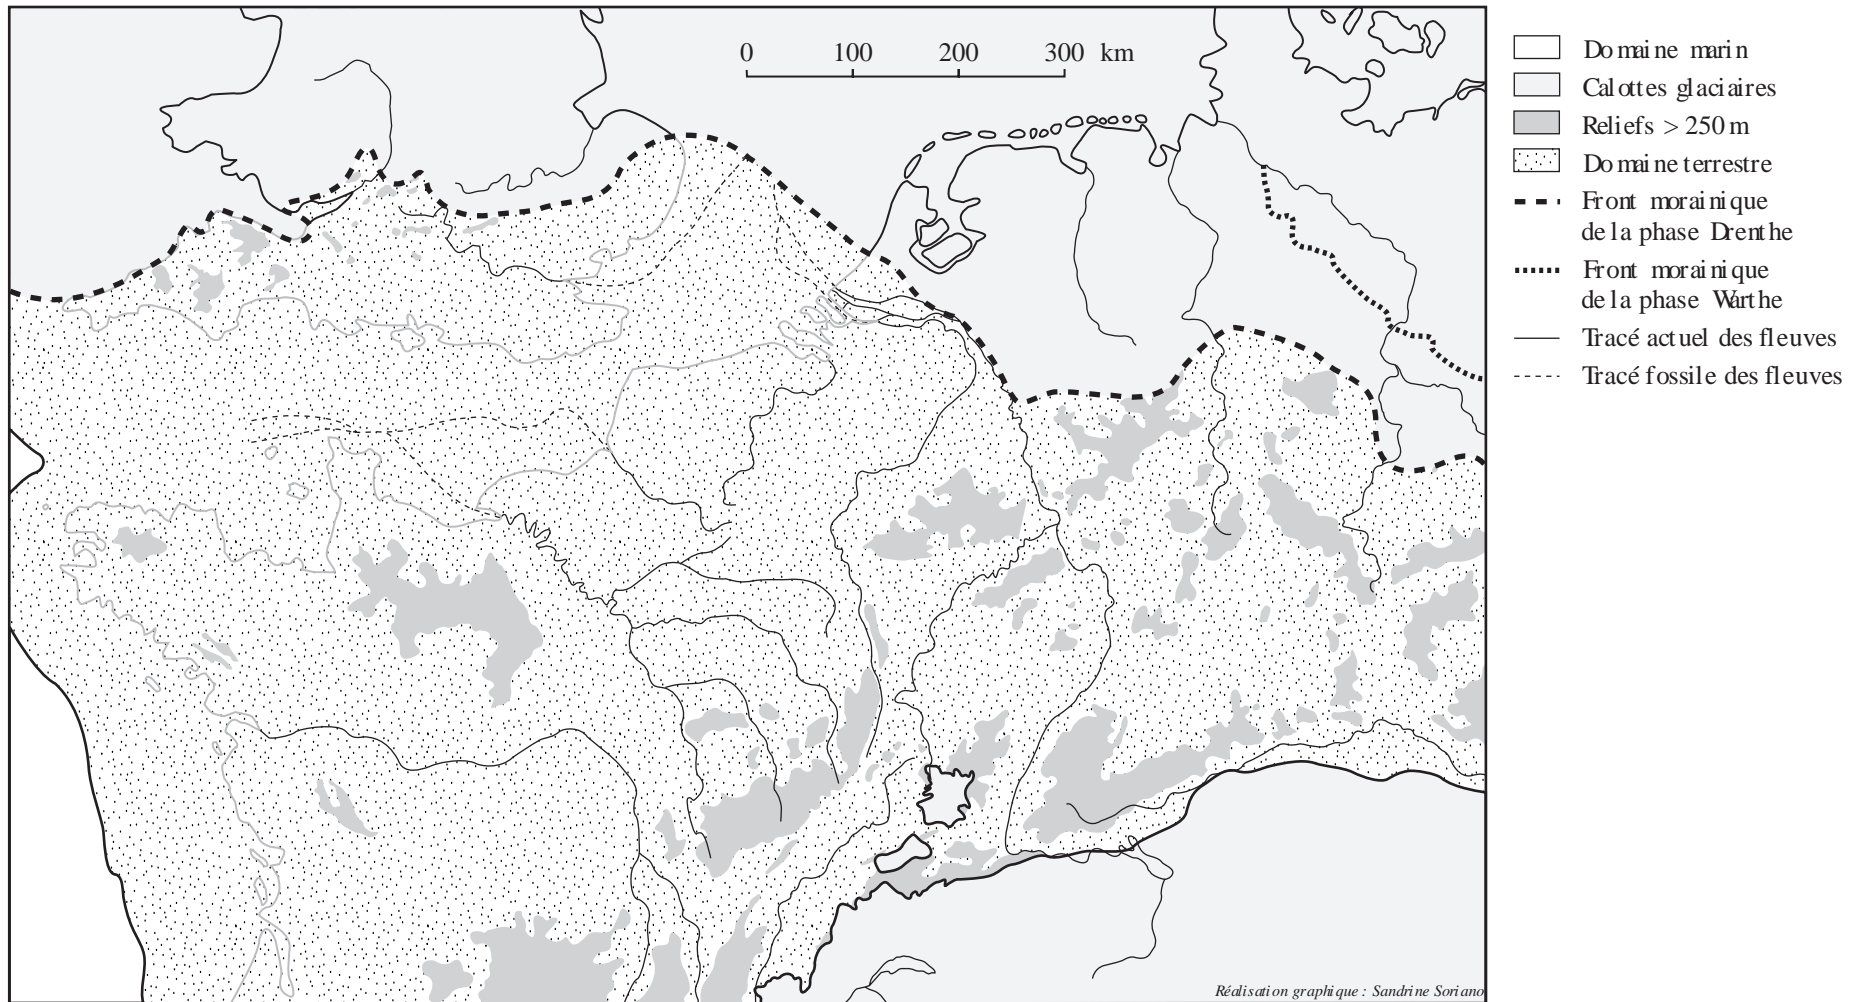 0 100 200 300 km
Domaine marin
Calottes glaciaires
Reliefs > 250 m
Domaine terrestre
Front morainique
de la phase Drenthe
Front morainique
de la phase Warthe
Tracé actuel des fleuves
Tracé fossile des fleuves
Réalisation graphique : Sandrine Soriano